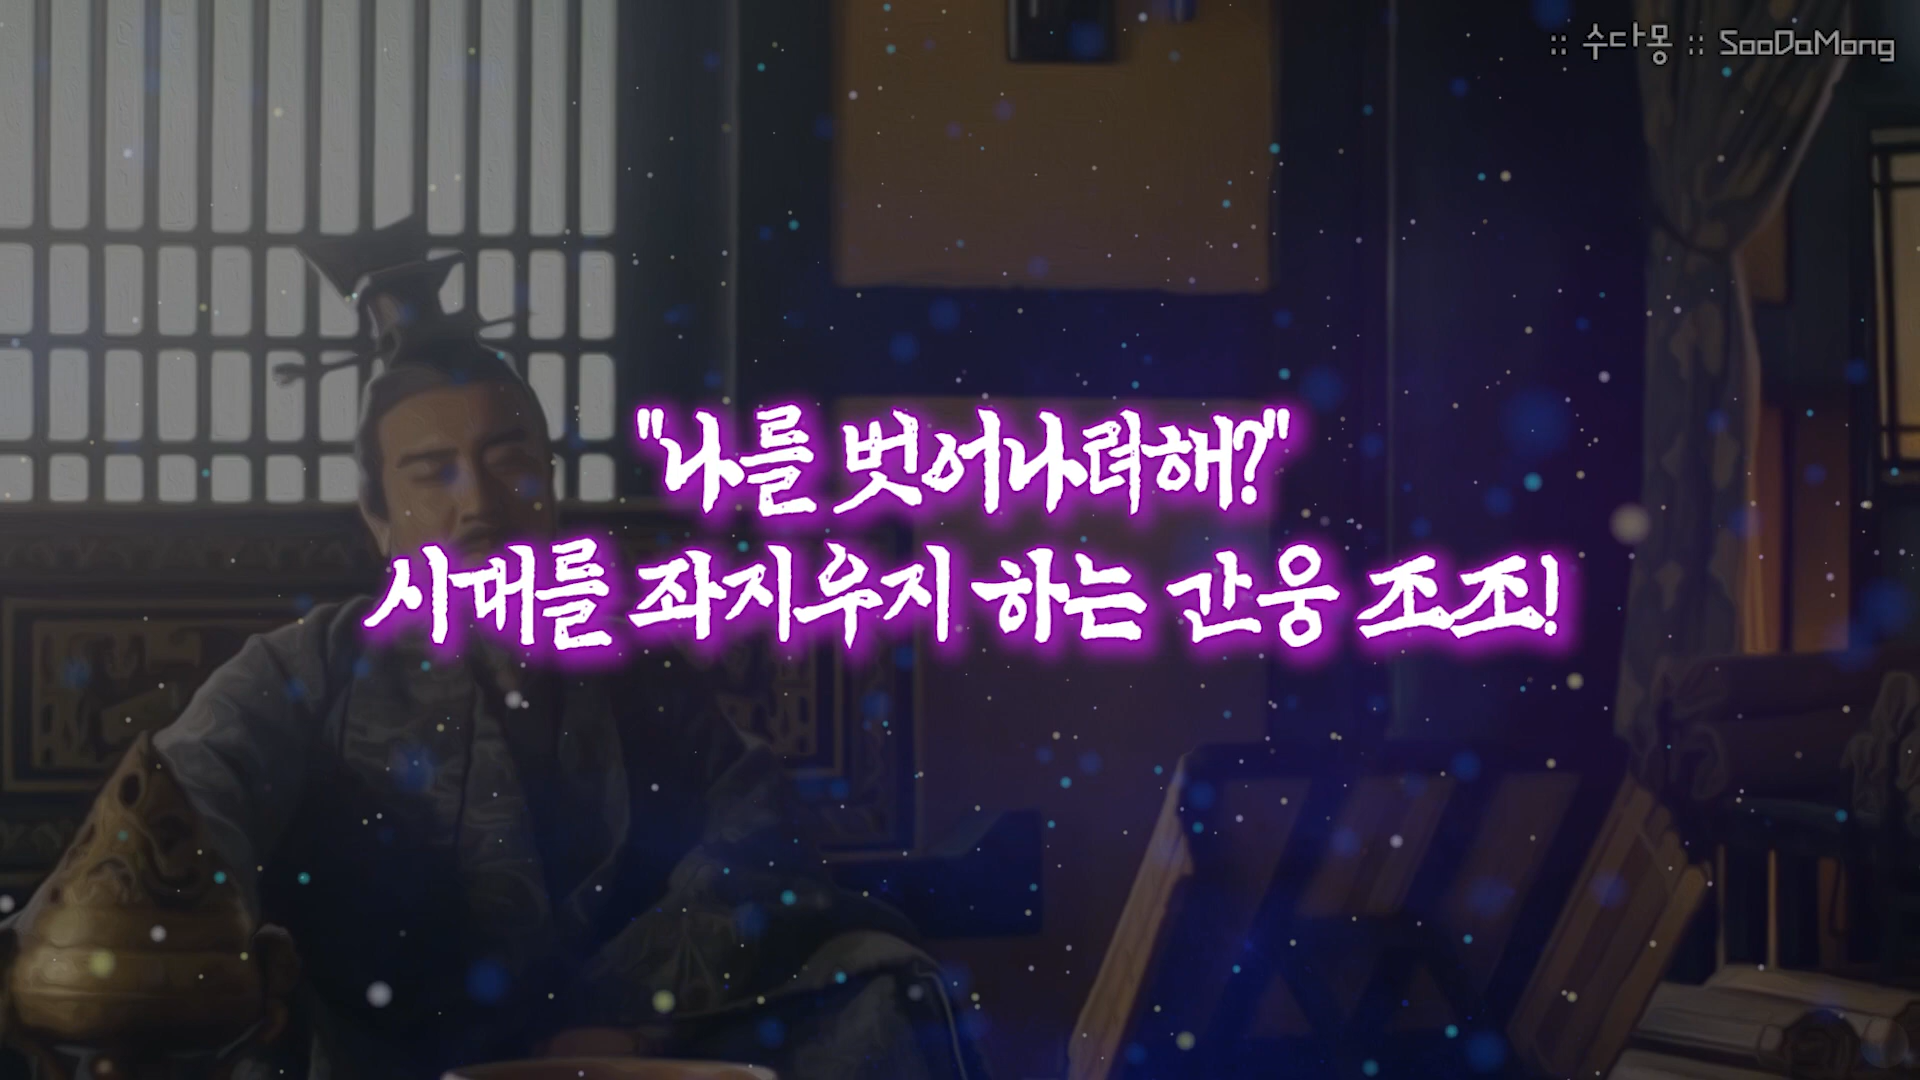 :: 수다몽 :: SooDaMong
"나를 벗어나려해?"
시대를 좌지우지 하는 간웅 조조!